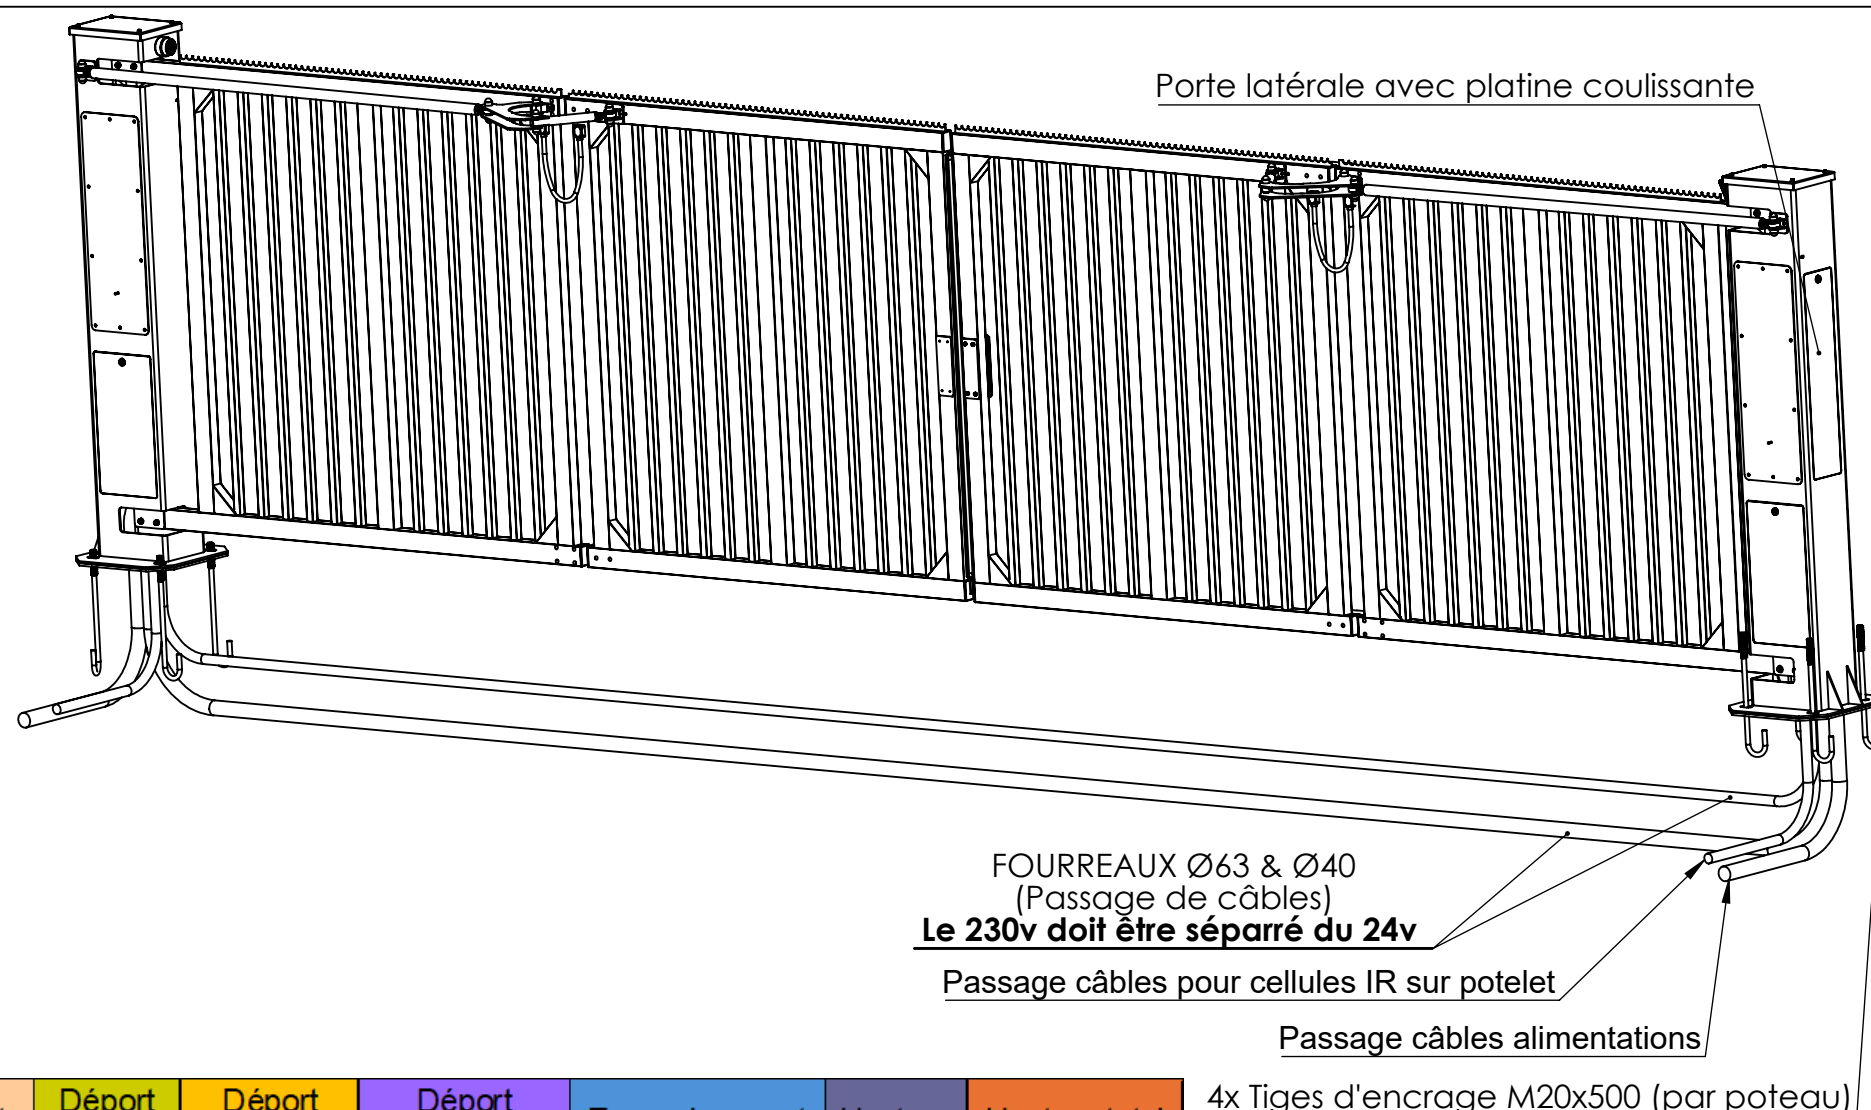 Porte latérale avec platine coulissante
FOURREAUX Ø63 & Ø40
(Passage de câbles)
Le 230v doit être séparré du 24v
Passage câbles pour cellules IR sur potelet
Passage câbles alimentations
4x Tiges d'encrage M20x500 (par poteau)
Déport Déport Déport